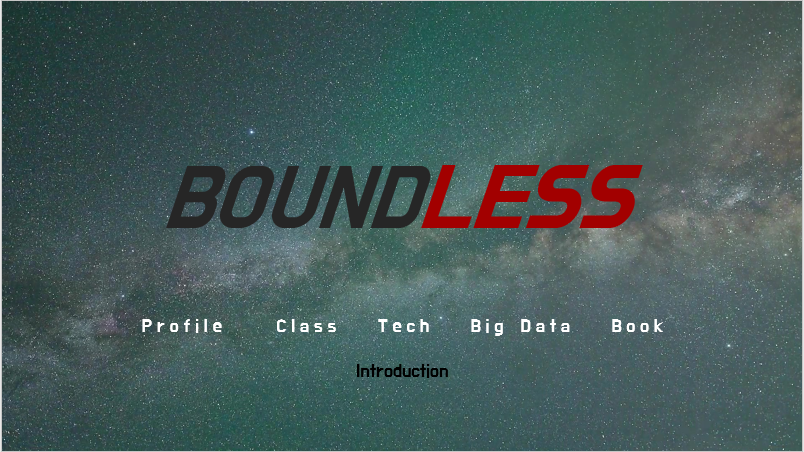 BOUNDLESS
Profile Class Tech Big Data Book
Introduction